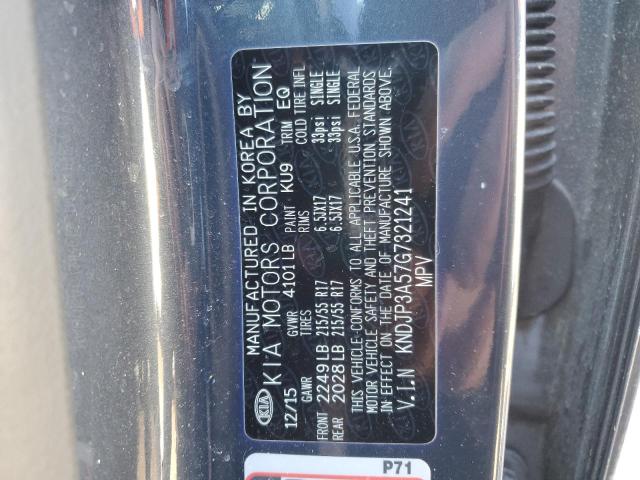 MANUFACTURED IN KOREA BY
KIA KIA MOTORS CORPORATION
12/15 GVWR 4101LB PAINT KU9 TRIM EQ
GAWR TIRES RIMS COLD TIRE INFL
FRONT 2249LB 215/55 R17 6.5JX17 33psi SINGLE
REAR 2028LB 215/55 R17 6.5JX17 33psi SINGLE
THIS VEHICLE CONFORMS TO ALL APPLICABLE U.S.A. FEDERAL
MOTOR VEHICLE SAFETY AND THEFT PREVENTION STANDARDS
IN EFFECT ON THE DATE OF MANUFACTURE SHOWN ABOVE.
V.I.N KNDJP3A57G7321241
MPV
P71